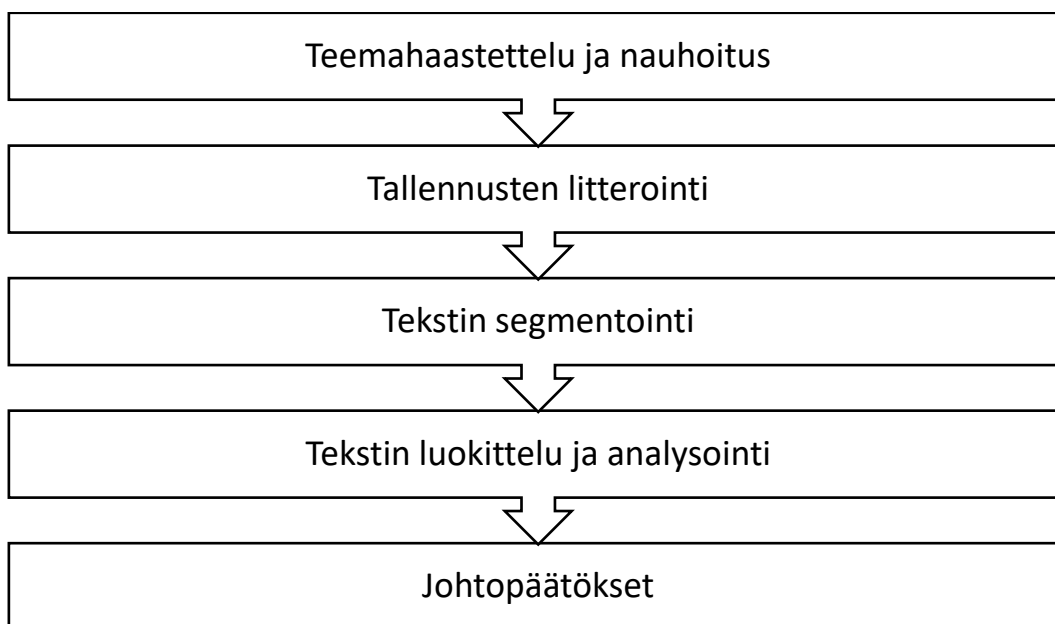 Teemahaastettelu ja nauhoitus
Tallennusten litterointi
Tekstin segmentointi
Tekstin luokittelu ja analysointi
Johtopäätökset